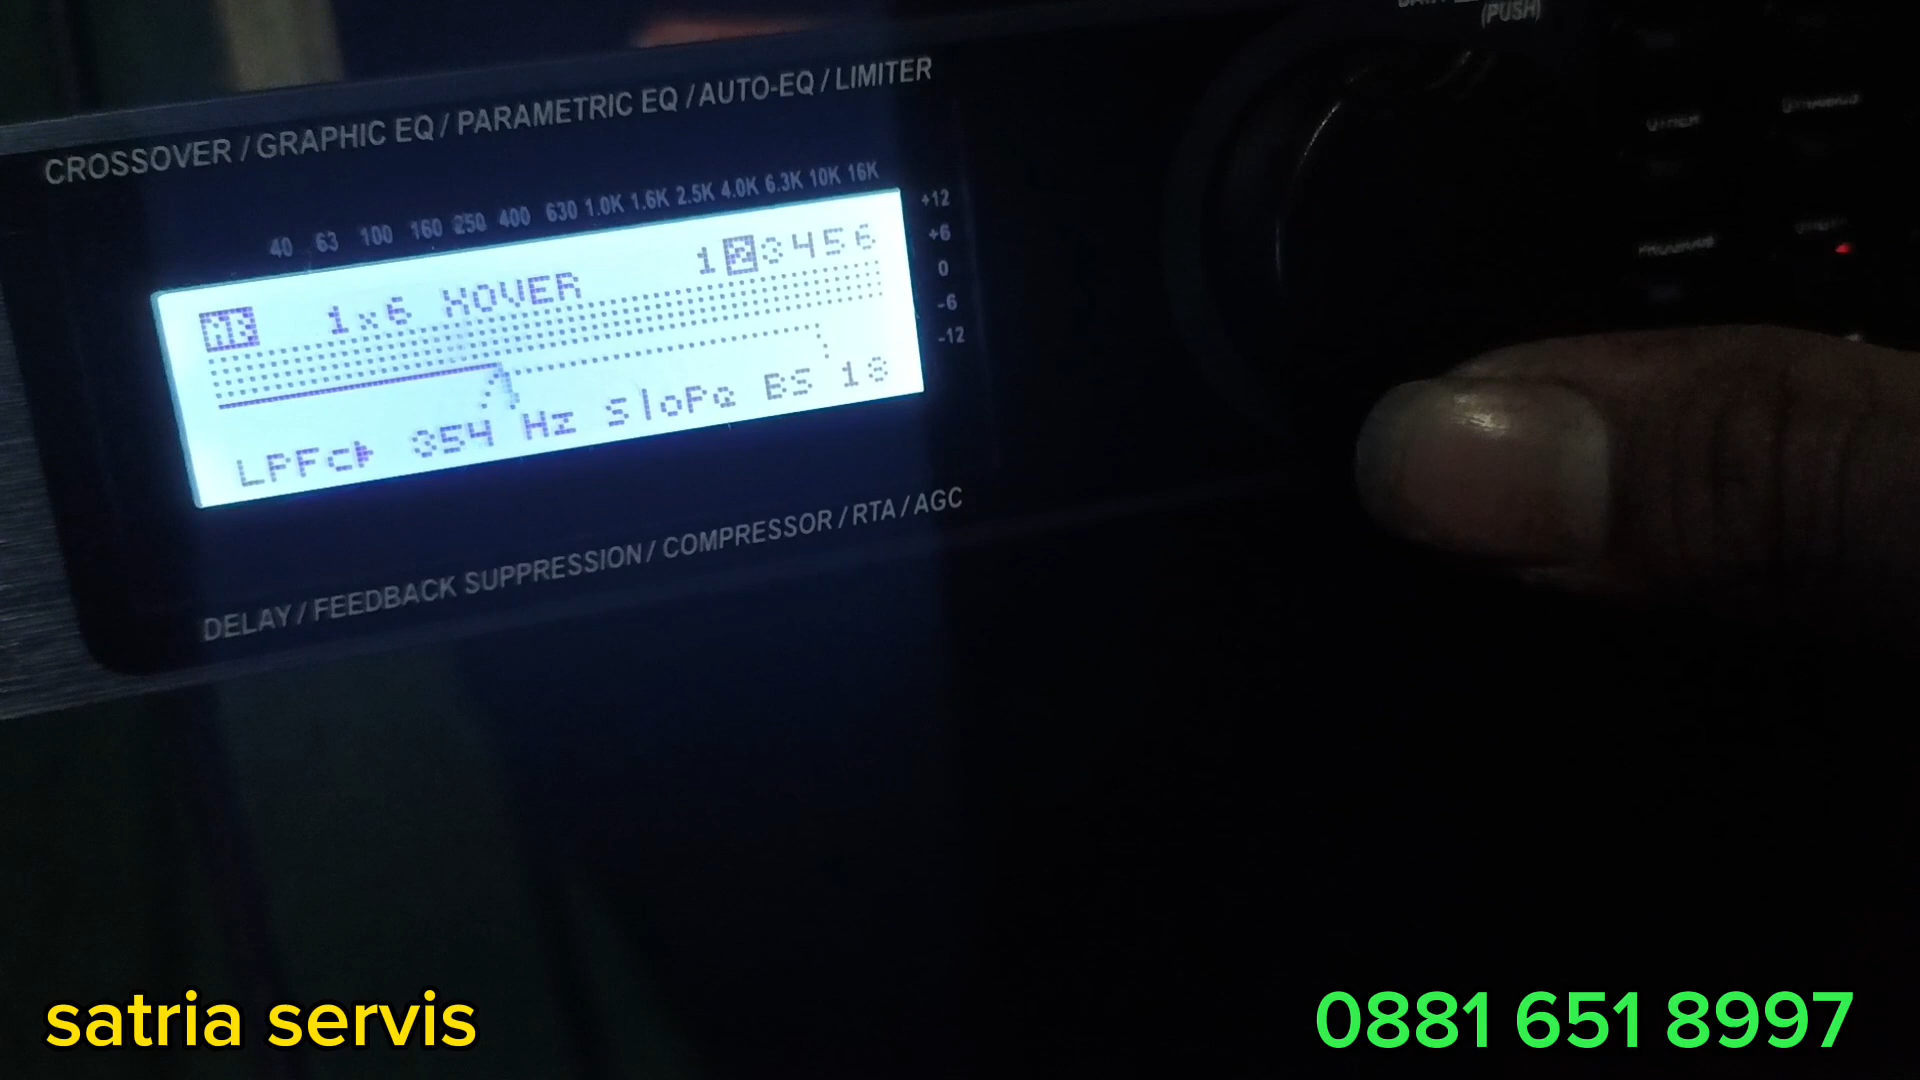 (PUSH)
CROSSOVER / GRAPHIC EQ / PARAMETRIC EQ / AUTO-EQ / LIMITER
40 63 100 160 250 400 630 1.0K 1.6K 2.5K 4.0K 6.3K 10K 16K
+12
+6
0
-6
-12
1x6 XOVER 123456
LPFc 354 Hz Slope BS 18
DELAY / FEEDBACK SUPPRESSION / COMPRESSOR / RTA / AGC
satria servis
0881 651 8997